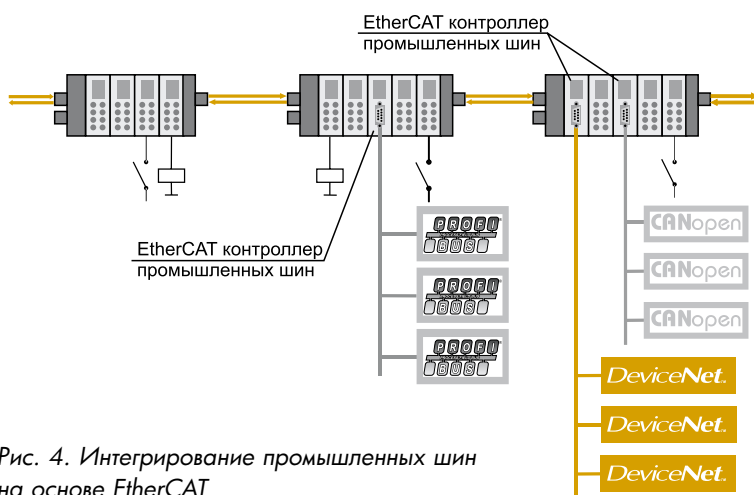 EtherCAT контроллер
промышленных шин
EtherCAT контроллер
промышленных шин
PROFI
BUS
PROFI
BUS
PROFI
BUS
CANopen
CANopen
CANopen
DeviceNet.
DeviceNet.
DeviceNet.
Рис. 4. Интегрирование промышленных шин
на основе EtherCAT